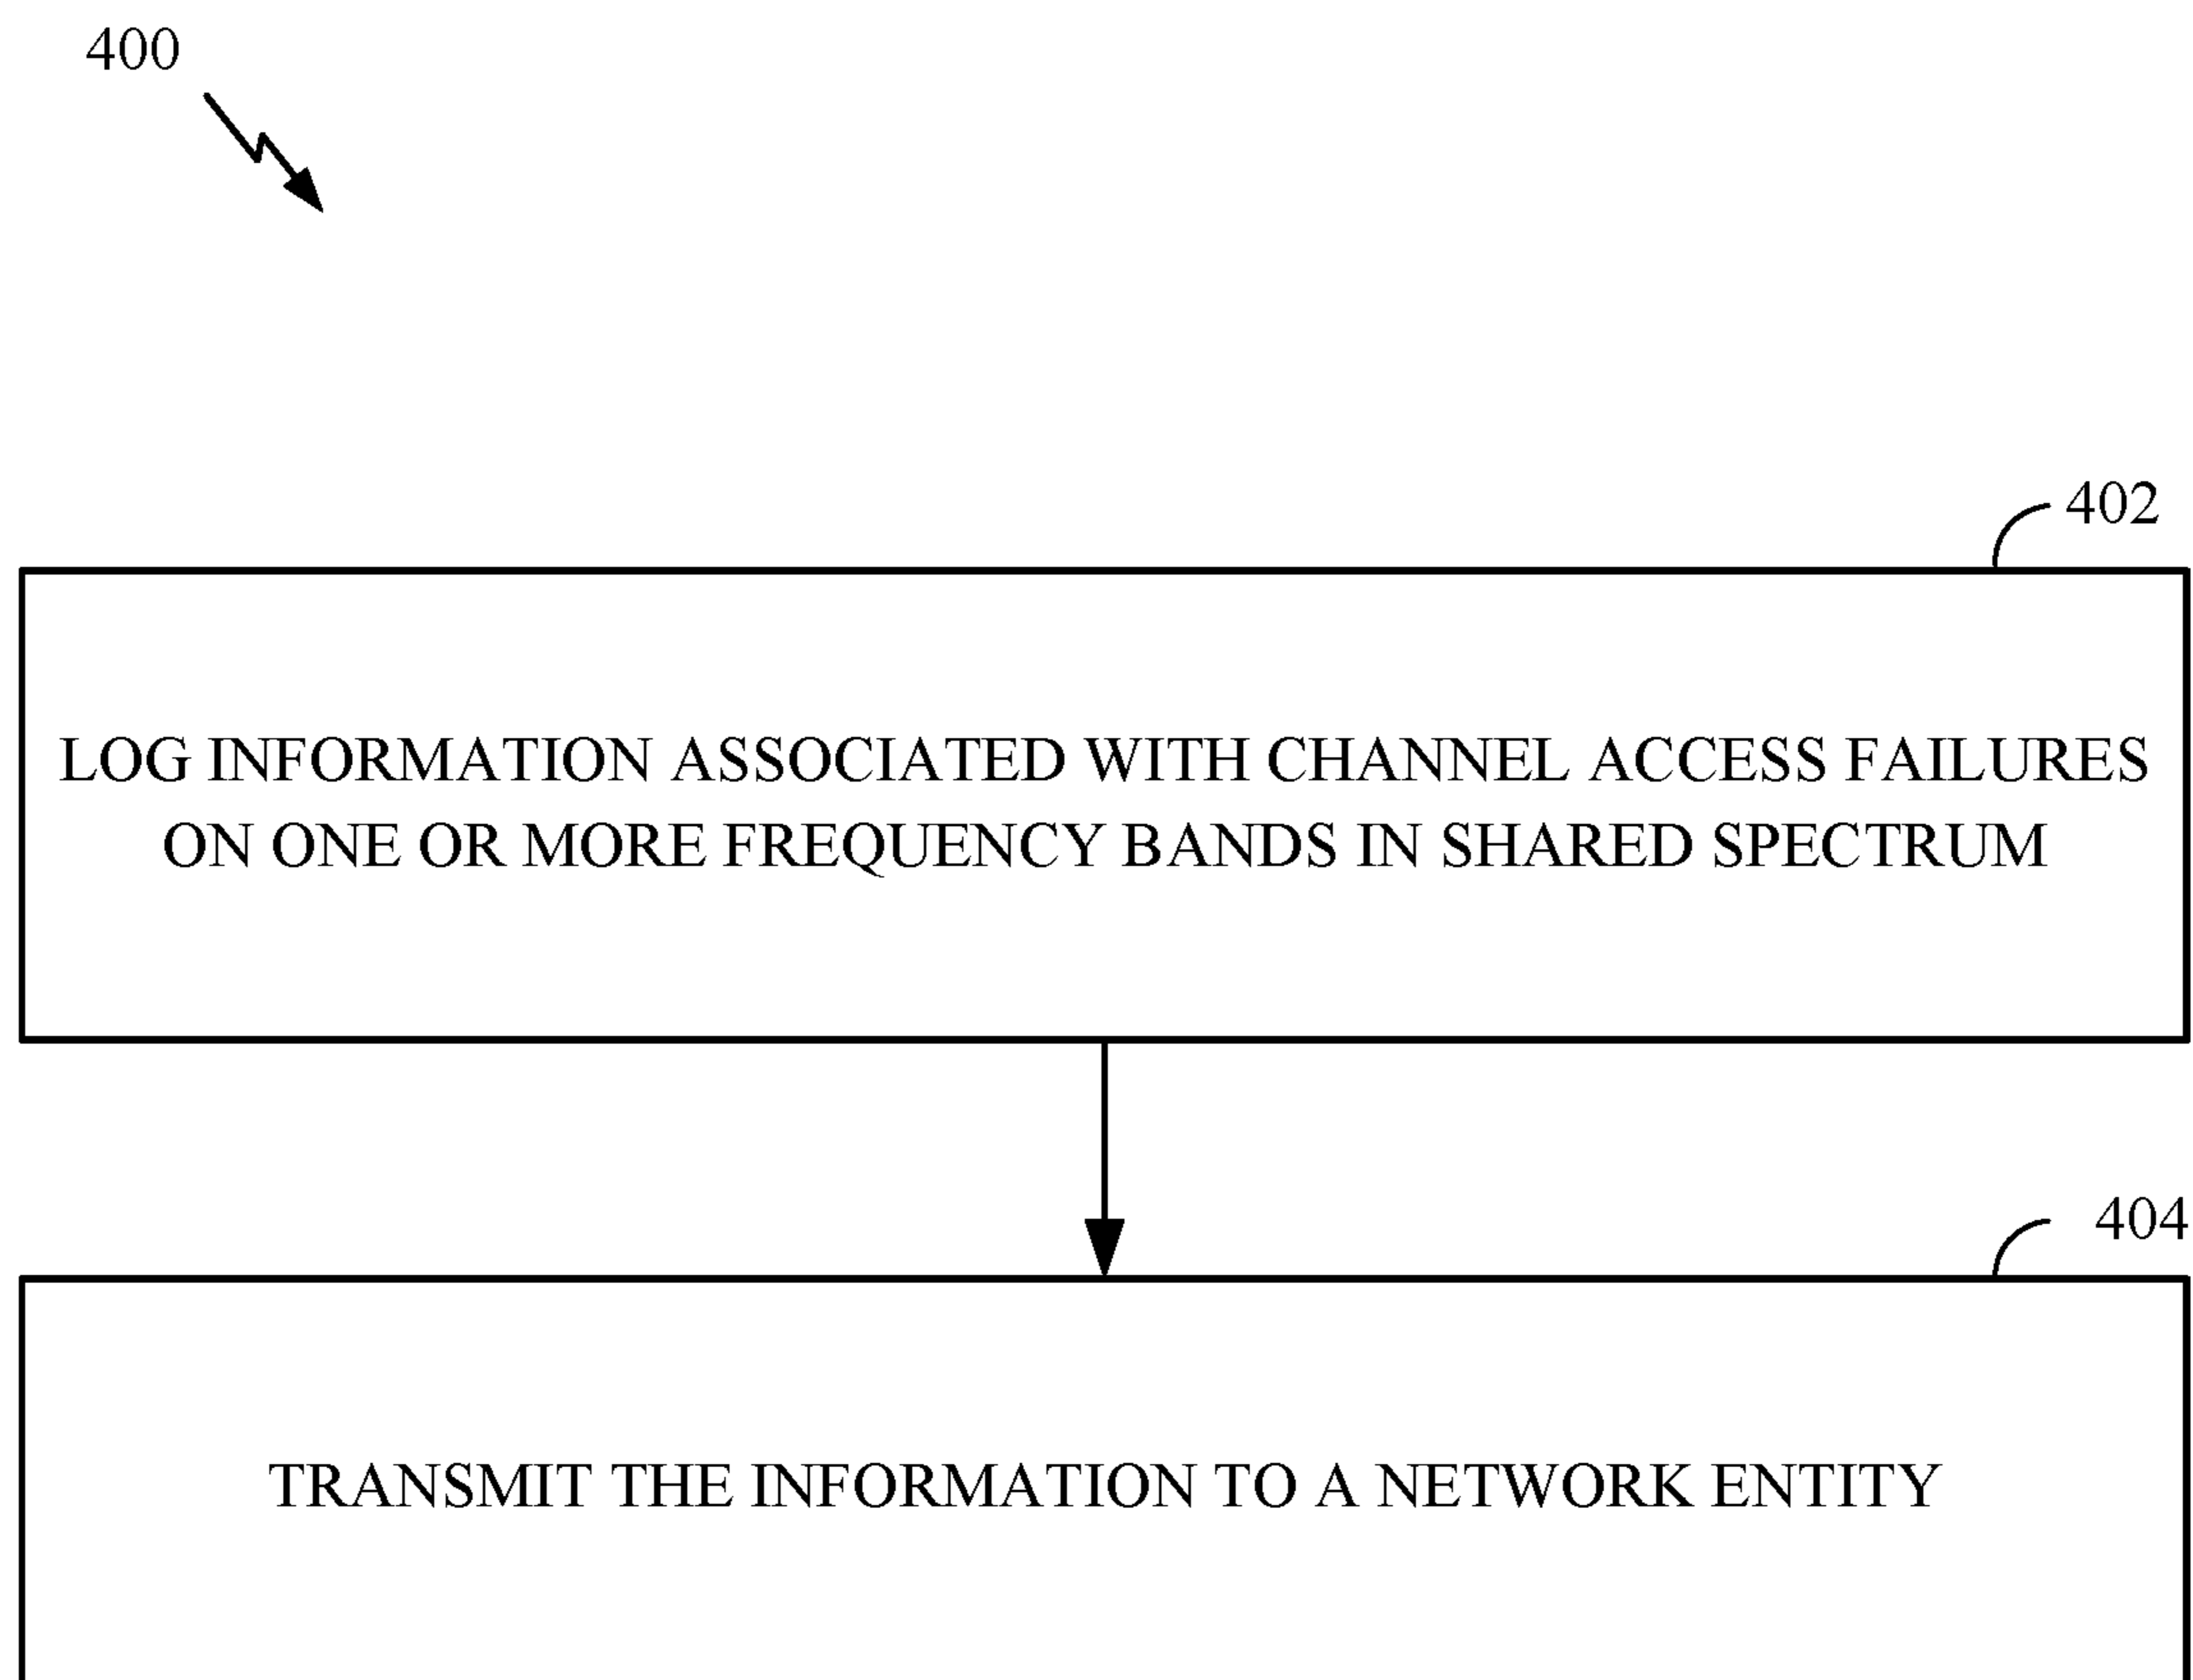 400
402
LOG INFORMATION ASSOCIATED WITH CHANNEL ACCESS FAILURES
ON ONE OR MORE FREQUENCY BANDS IN SHARED SPECTRUM
404
TRANSMIT THE INFORMATION TO A NETWORK ENTITY